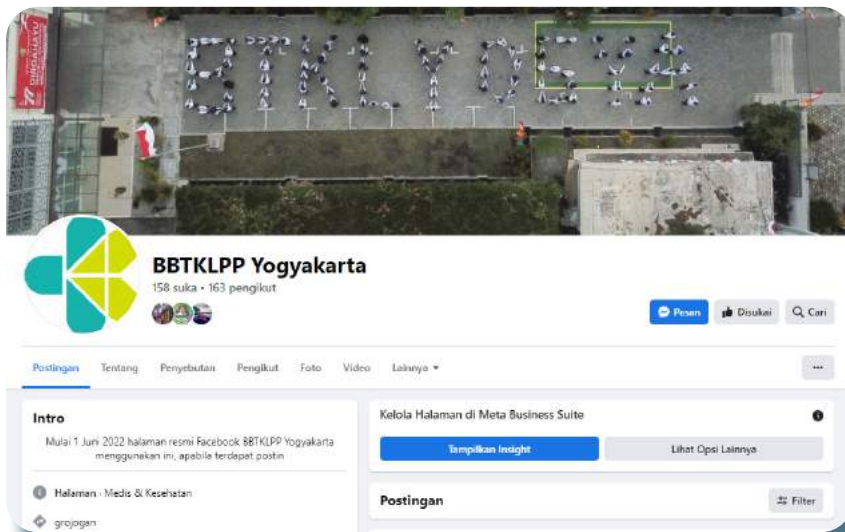 BTKLYOGYA
BBTKLPP Yogyakarta
158 suka • 163 pengikut
Pesan
Disukai
Cari
Postingan
Tentang
Penyebutan
Pengikut
Foto
Video
Lainnya
Intro
Mulai 1 Juni 2022 halaman resmi Facebook BBTKLPP Yogyakarta
menggunakan ini, apabila terdapat postin
Halaman · Medis & Kesehatan
grojogan
Kelola Halaman di Meta Business Suite
Tampilkan Insight
Lihat Opsi Lainnya
Postingan
Filter